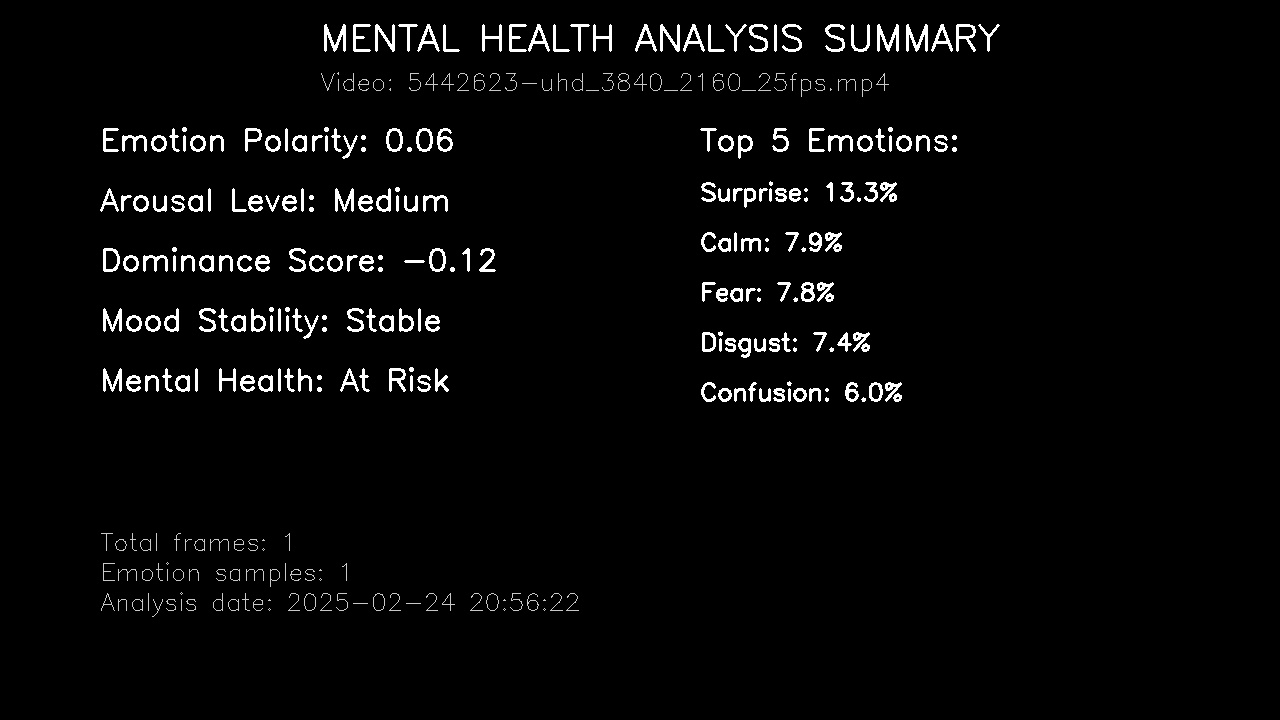 MENTAL HEALTH ANALYSIS SUMMARY
Video: 5442623-uhd_3840_2160_25fps.mp4
Emotion Polarity: 0.06
Arousal Level: Medium
Dominance Score: -0.12
Mood Stability: Stable
Mental Health: At Risk
Top 5 Emotions:
Surprise: 13.3%
Calm: 7.9%
Fear: 7.8%
Disgust: 7.4%
Confusion: 6.0%
Total frames: 1
Emotion samples: 1
Analysis date: 2025-02-24 20:56:22